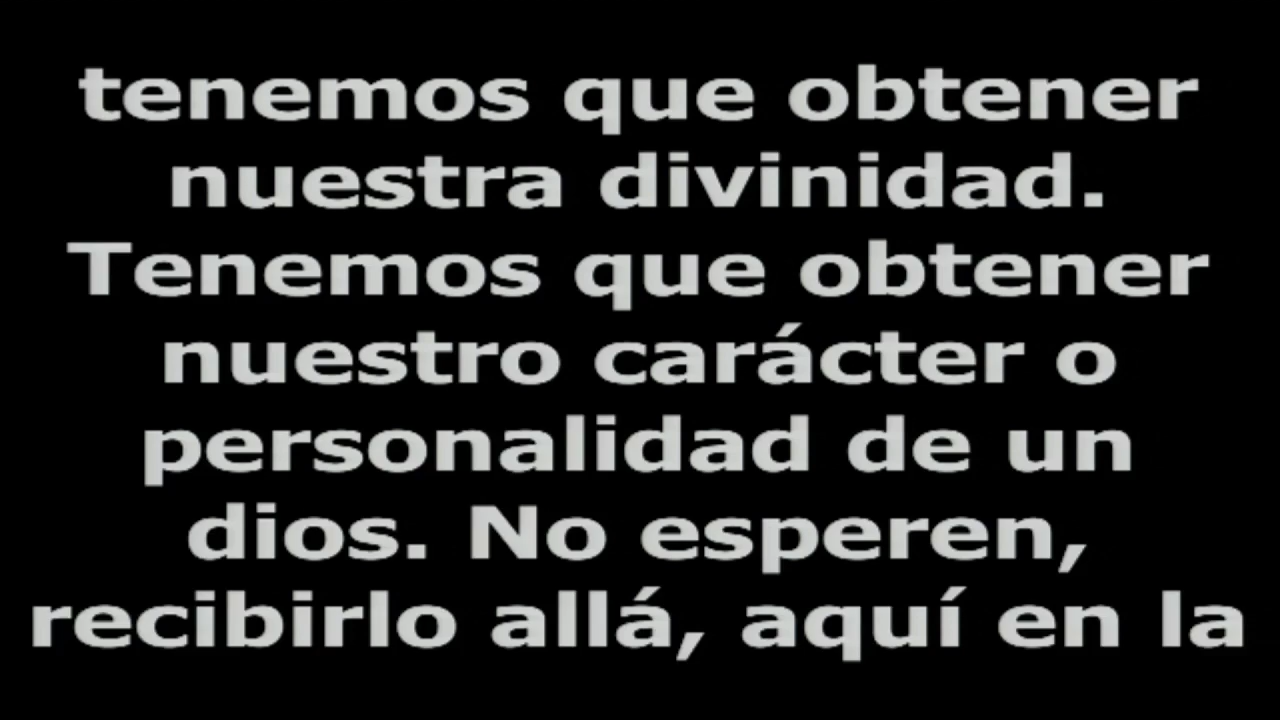 tenemos que obtener
nuestra divinidad.
Tenemos que obtener
nuestro carácter o
personalidad de un
dios. No esperen,
recibirlo allá, aquí en la